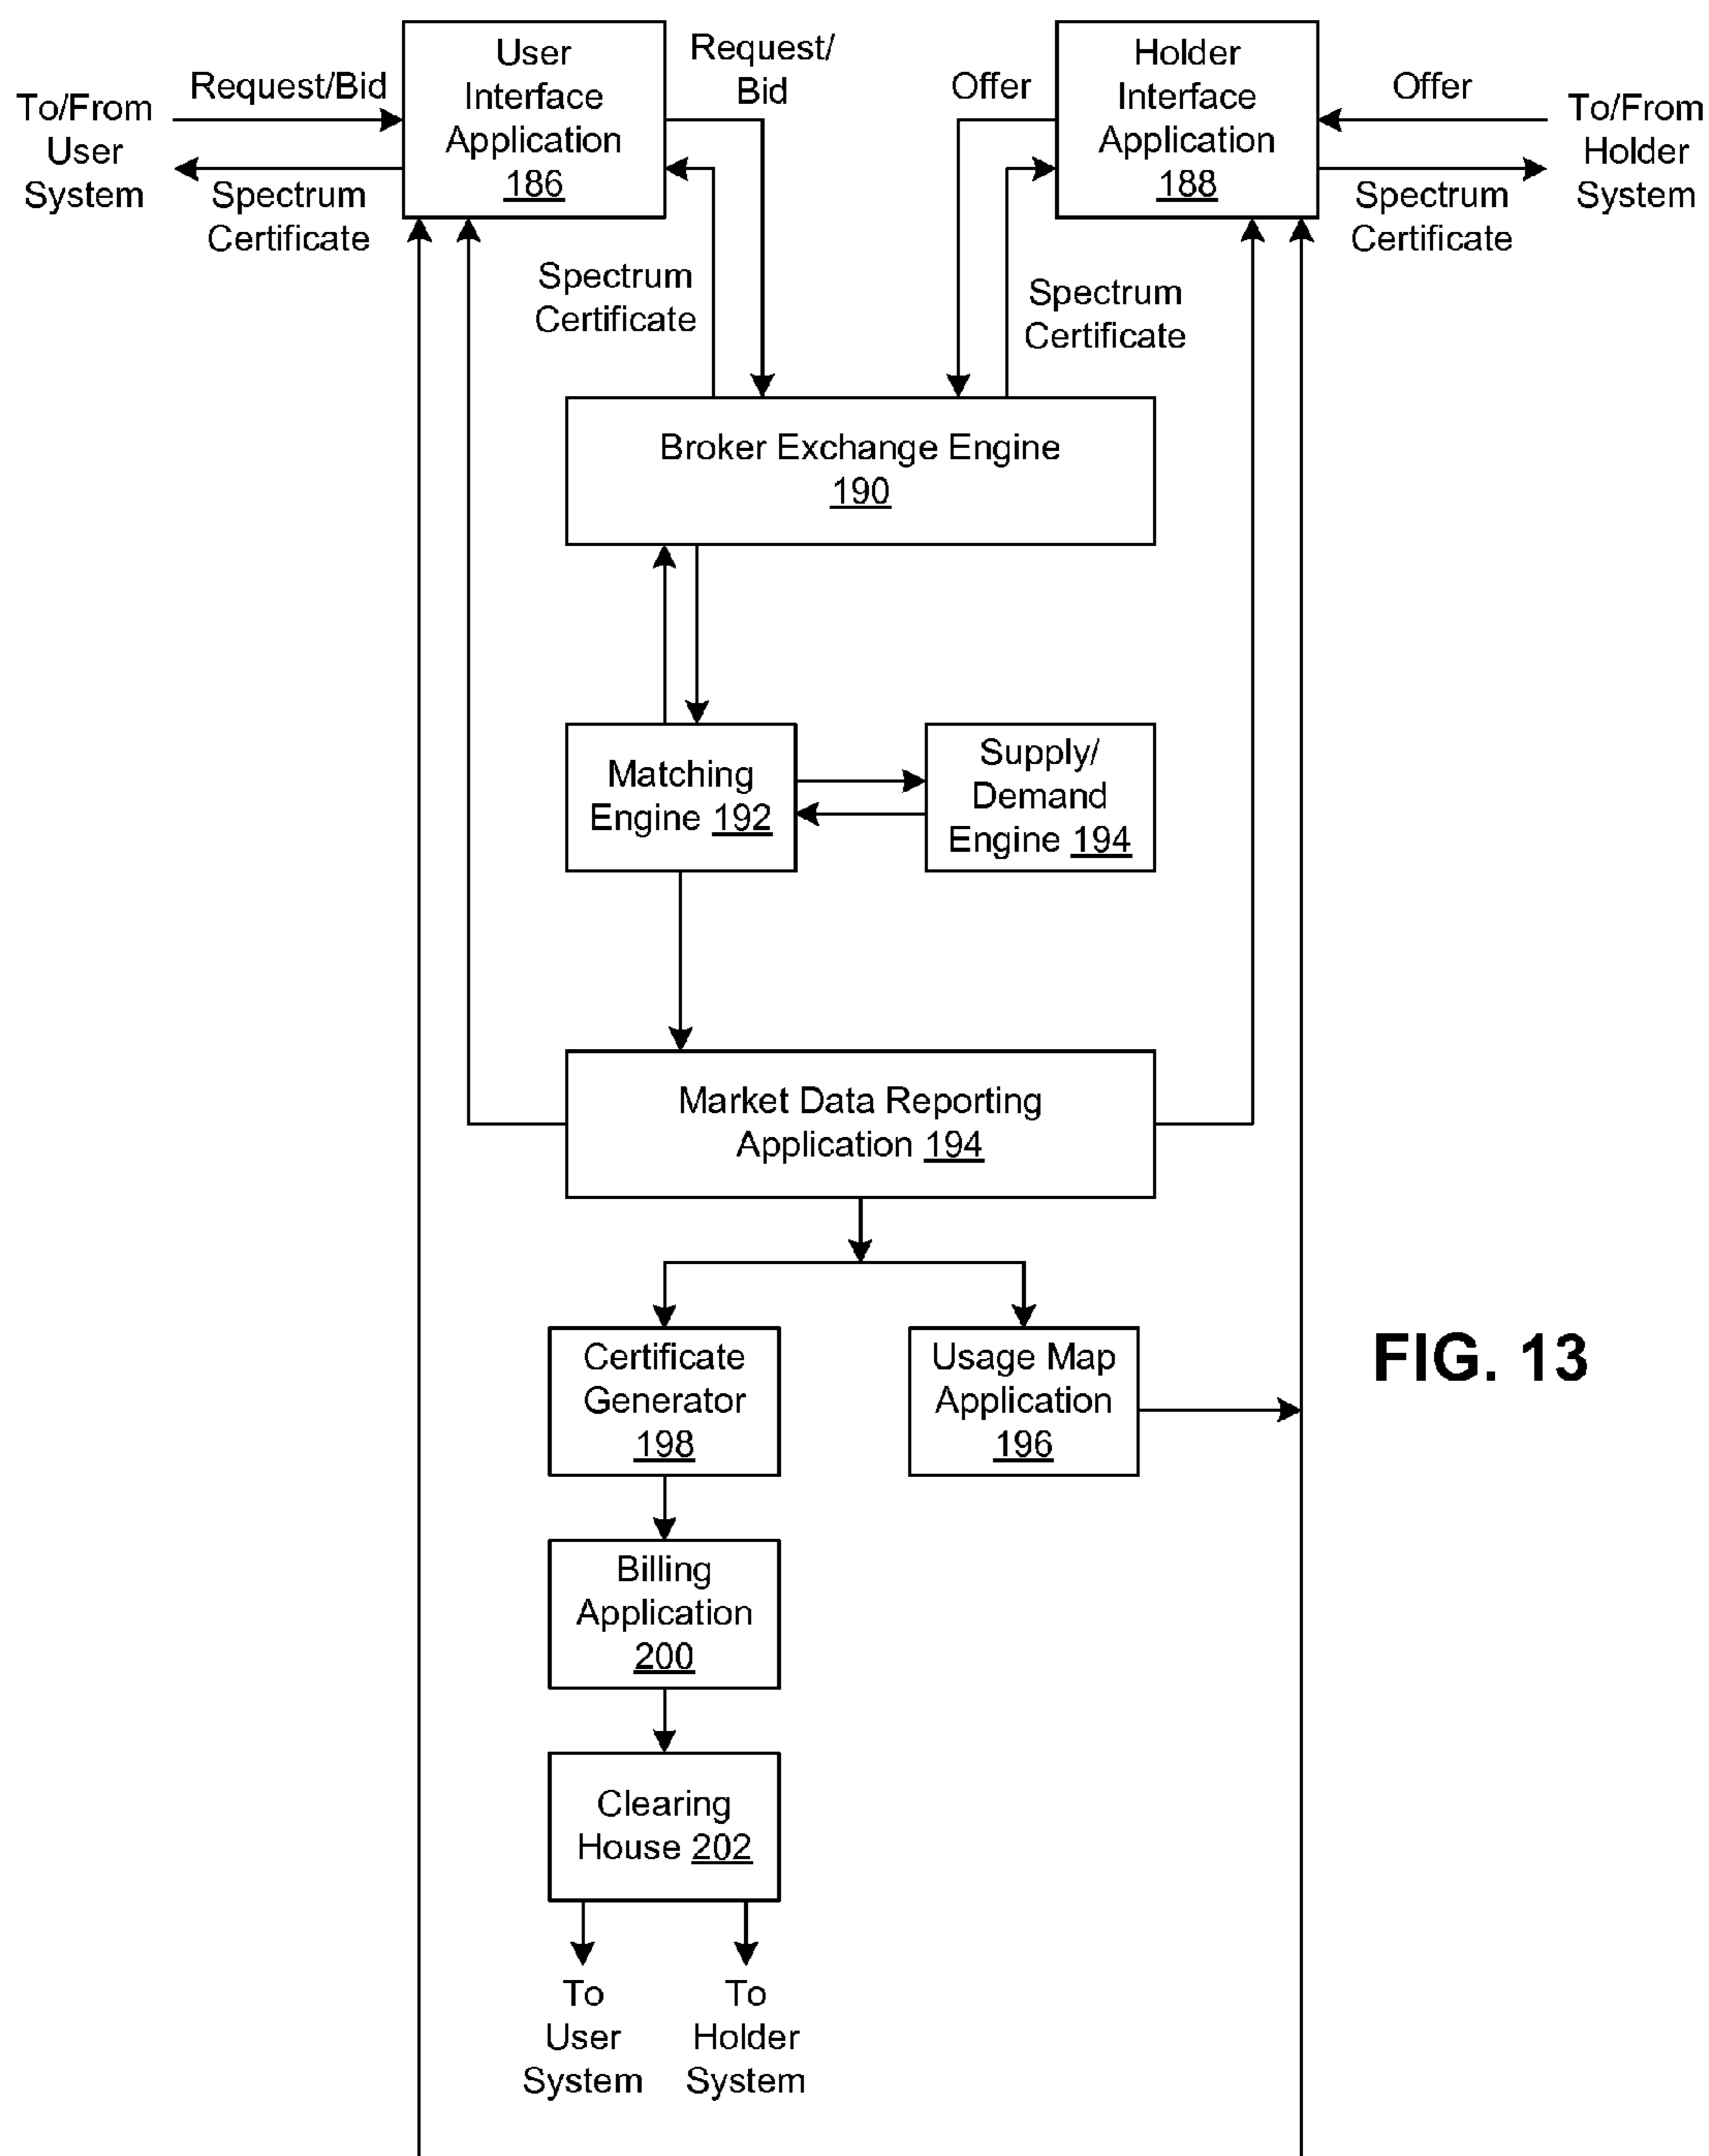 User
Interface
Application
186
Request/
Bid
Request/Bid
To/From
User
System
Spectrum
Certificate
Holder
Interface
Application
188
Offer
Offer
To/From
Holder
System
Spectrum
Certificate
Spectrum
Certificate
Spectrum
Certificate
Broker Exchange Engine
190
Matching
Engine 192
Supply/
Demand
Engine 194
Market Data Reporting
Application 194
Certificate
Generator
198
Usage Map
Application
196
FIG. 13
Billing
Application
200
Clearing
House 202
To
User
System
To
Holder
System